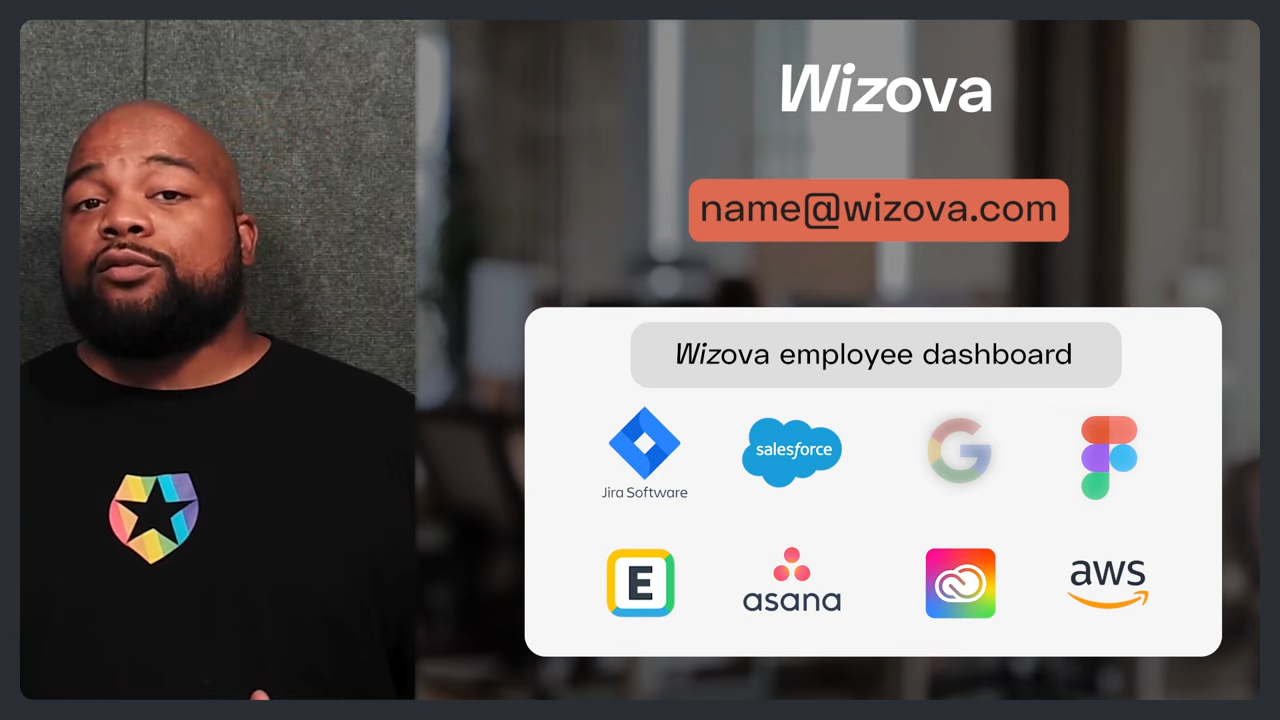 Wizova
name@wizova.com
Wizova employee dashboard
Jira Software
salesforce
G
E
asana
aws